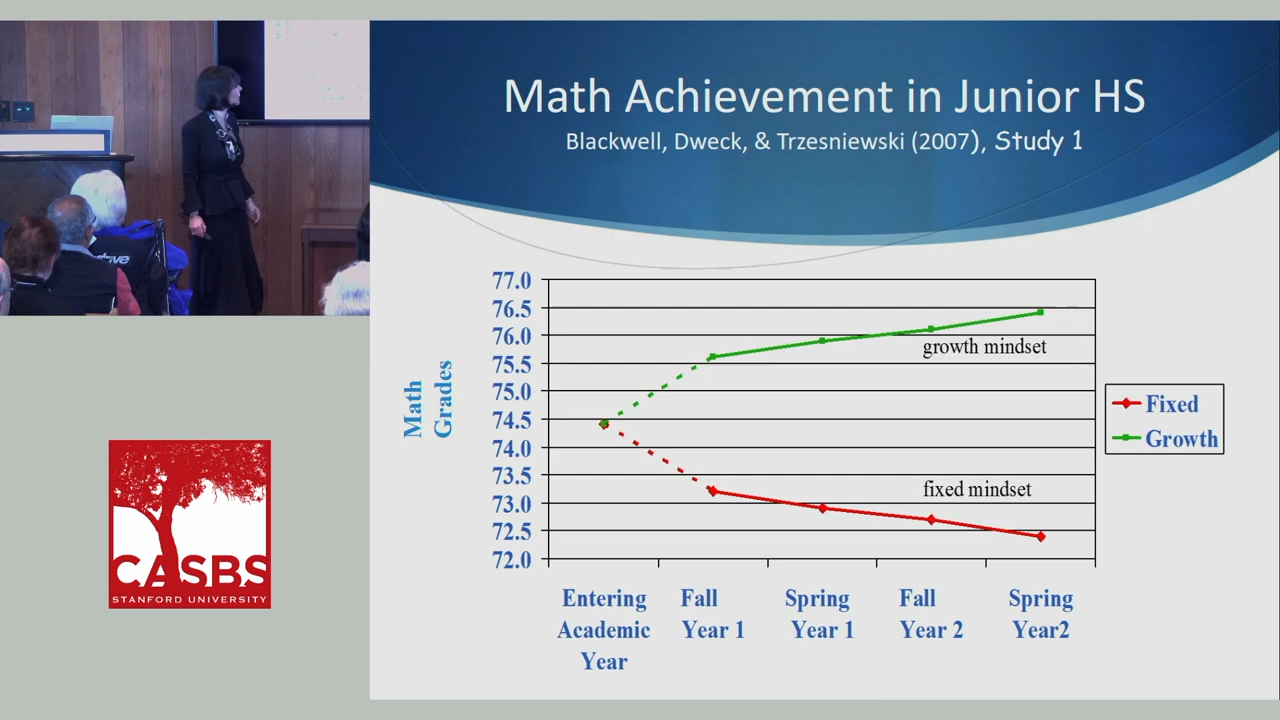 Math Achievement in Junior HS
Blackwell, Dweck, & Trzesniewski (2007), Study 1
77.0
76.5
76.0
75.5
75.0
74.5
74.0
73.5
73.0
72.5
72.0
Math
Grades
growth mindset
fixed mindset
Fixed
Growth
Entering
Academic
Year
Fall
Year 1
Spring
Year 1
Fall
Year 2
Spring
Year2
CASBS
STANFORD UNIVERSITY